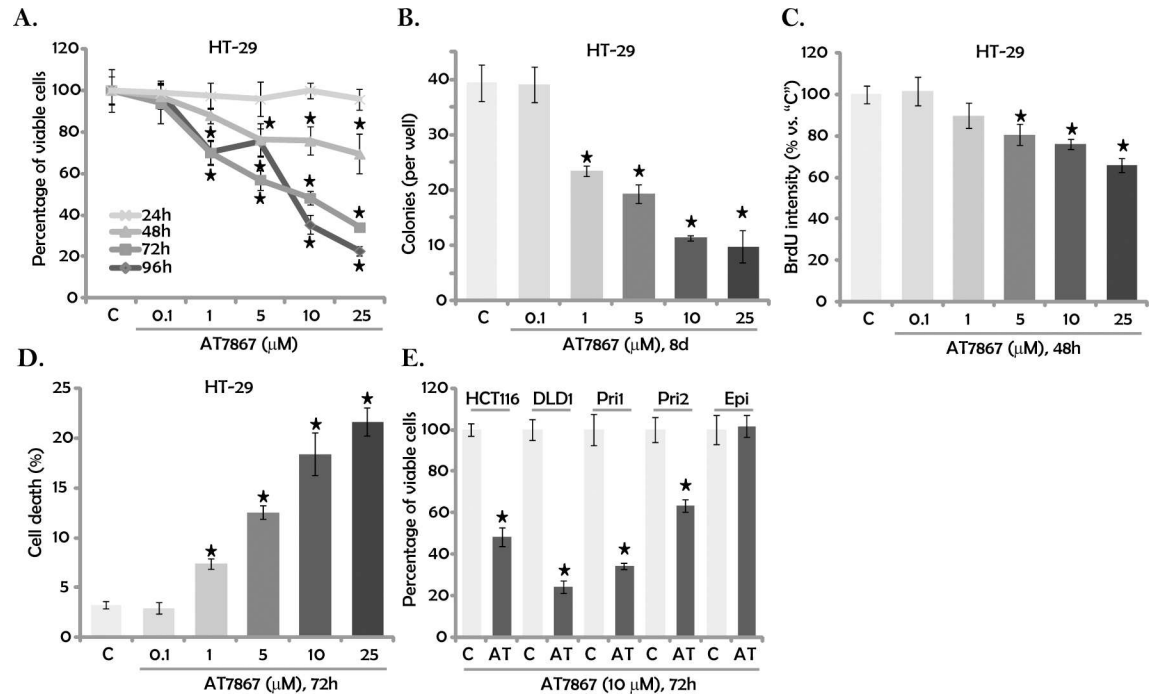 A.
HT-29
Percentage of viable cells
120
100
80
60
40
20
0
24h
48h
72h
96h
C 0.1 1 5 10 25
AT7867 (μM)
B.
HT-29
Colonies (per well)
40
30
20
10
0
C 0.1 1 5 10 25
AT7867 (μM), 8d
C.
HT-29
BrdU intensity (% vs. “C”)
120
100
80
60
40
20
0
C 0.1 1 5 10 25
AT7867 (μM), 48h
D.
HT-29
Cell death (%)
25
20
15
10
5
0
C 0.1 1 5 10 25
AT7867 (μM), 72h
E.
Percentage of viable cells
120
100
80
60
40
20
0
HCT116 DLD1 Pri1 Pri2 Epi
C AT C AT C AT C AT C AT
AT7867 (10 μM), 72h